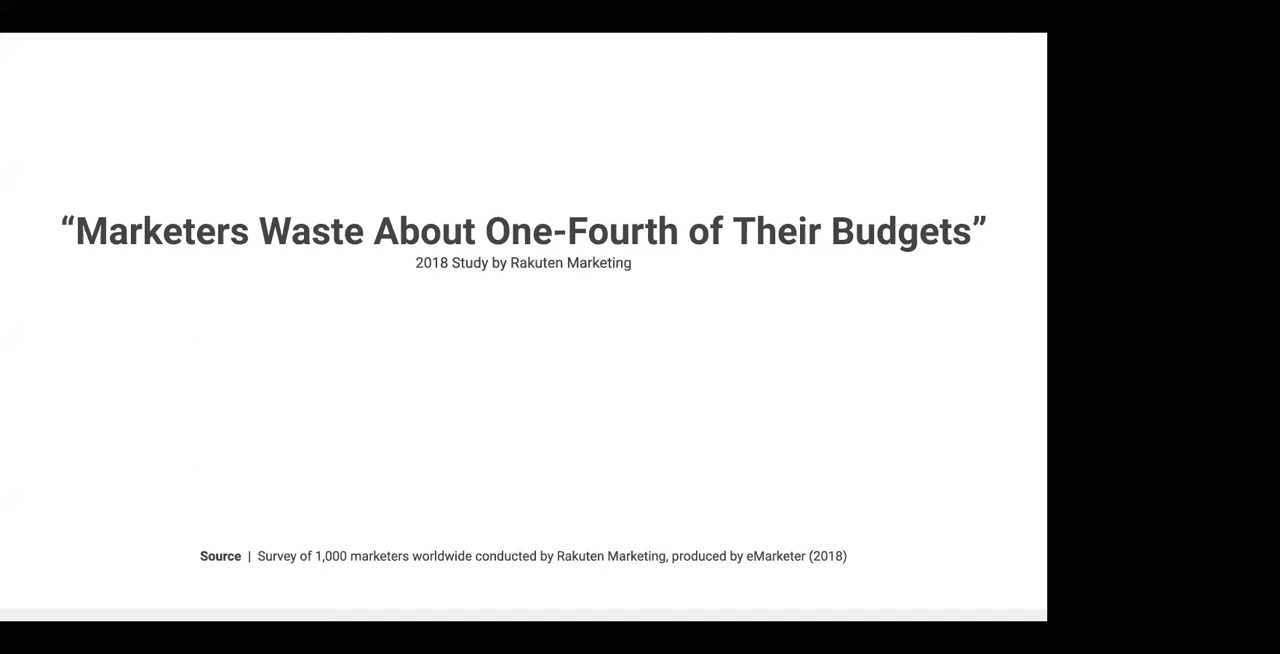 “Marketers Waste About One-Fourth of Their Budgets”
2018 Study by Rakuten Marketing
Source | Survey of 1,000 marketers worldwide conducted by Rakuten Marketing, produced by eMarketer (2018)